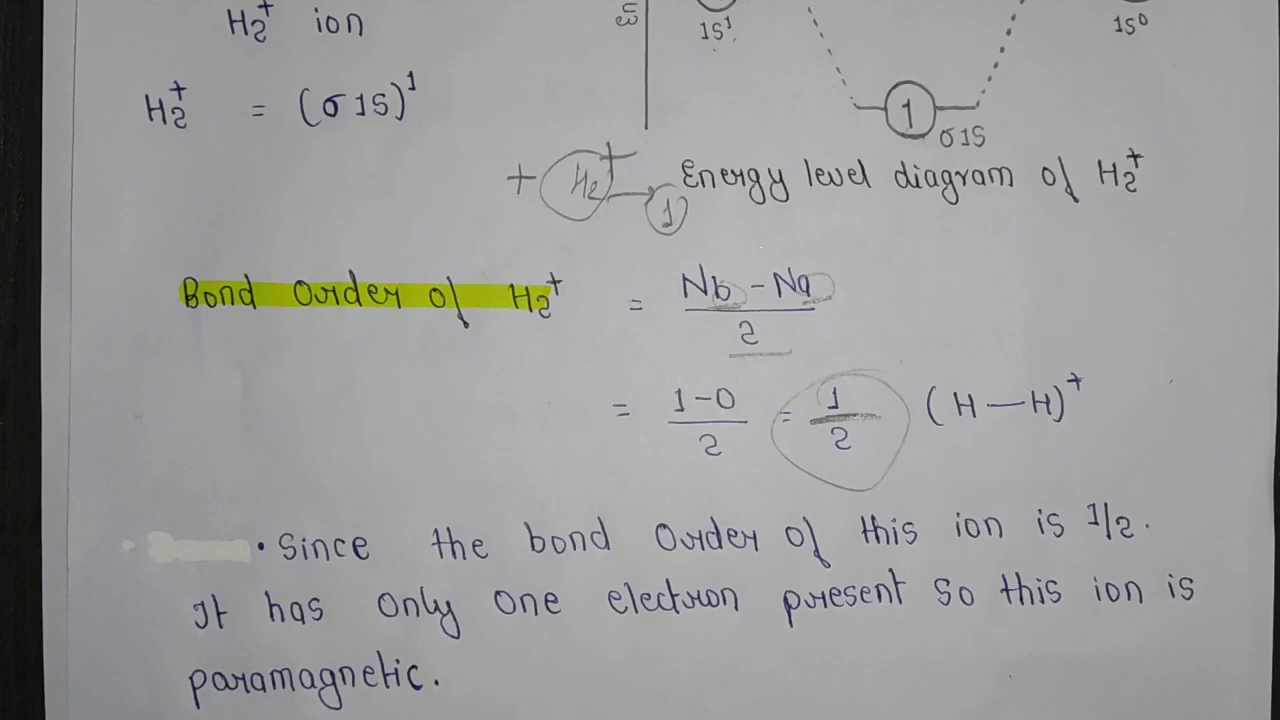 H₂⁺ ion
1S¹
1S⁰
H₂⁺ = (σ1S)¹
1
σ1S
+ H₂⁺ 1
Energy level diagram of H₂⁺
Bond Order of H₂⁺ = Nb - Na / 2
= 1-0 / 2 = 1 / 2 (H — H)⁺
• Since the bond Order of this ion is 1/2.
It has only one electron present so this ion is
paramagnetic.